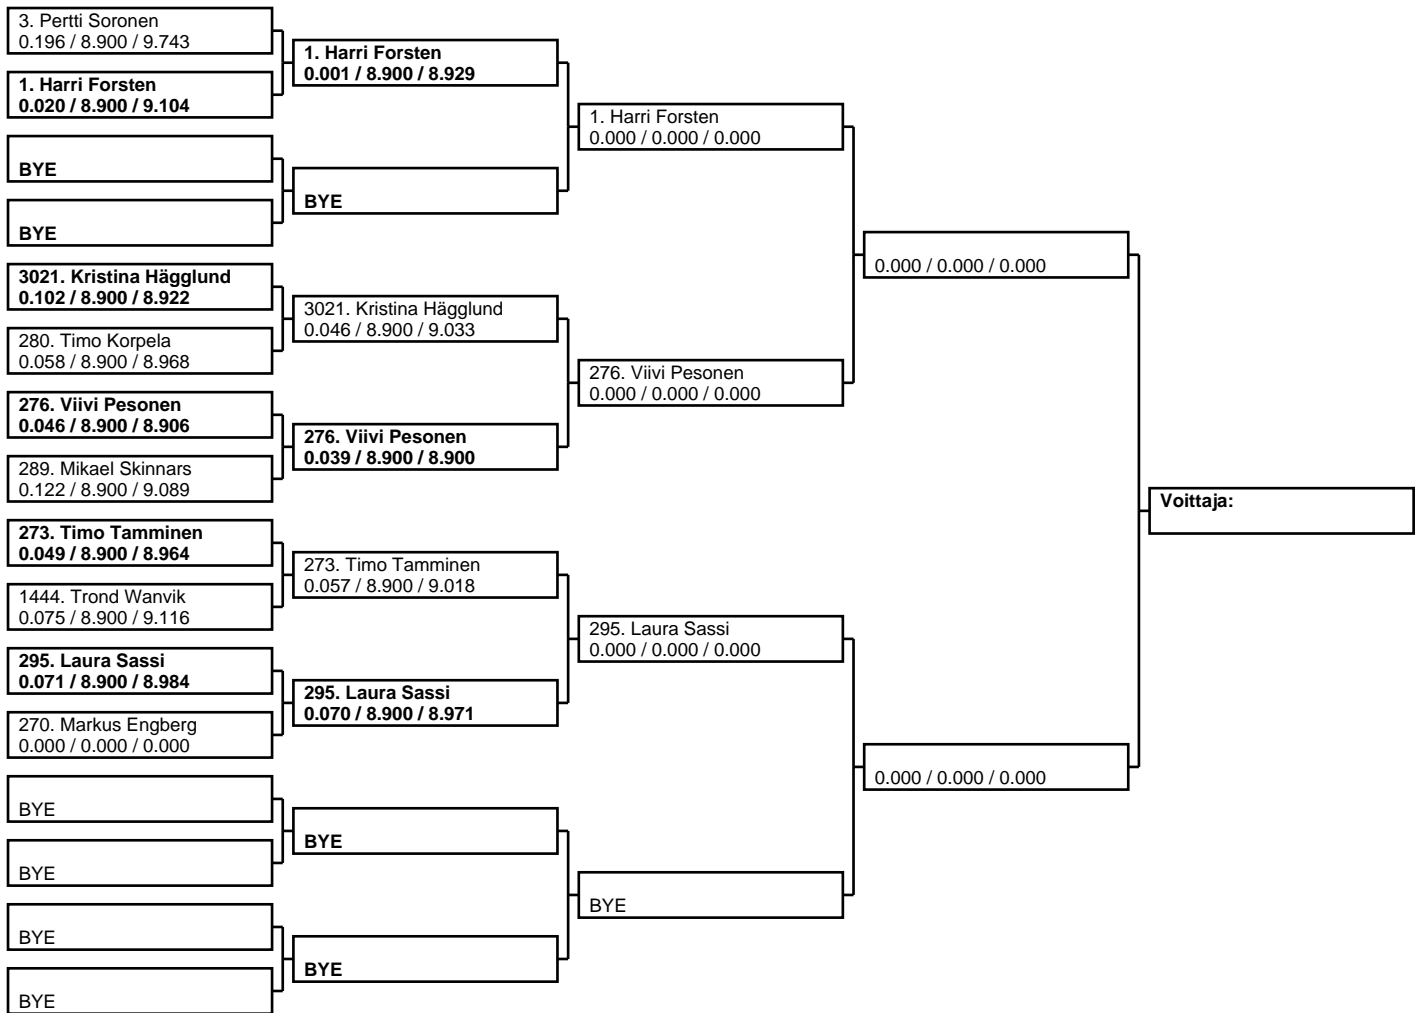 3. Pertti Soronen
0.196 / 8.900 / 9.743
1. Harri Forsten
0.020 / 8.900 / 9.104
BYE
BYE
3021. Kristina Hägglund
0.102 / 8.900 / 8.922
280. Timo Korpela
0.058 / 8.900 / 8.968
276. Viivi Pesonen
0.046 / 8.900 / 8.906
289. Mikael Skinnars
0.122 / 8.900 / 9.089
273. Timo Tamminen
0.049 / 8.900 / 8.964
1444. Trond Wanvik
0.075 / 8.900 / 9.116
295. Laura Sassi
0.071 / 8.900 / 8.984
270. Markus Engberg
0.000 / 0.000 / 0.000
BYE
BYE
BYE
BYE
1. Harri Forsten
0.001 / 8.900 / 8.929
BYE
3021. Kristina Hägglund
0.046 / 8.900 / 9.033
276. Viivi Pesonen
0.039 / 8.900 / 8.900
273. Timo Tamminen
0.057 / 8.900 / 9.018
295. Laura Sassi
0.070 / 8.900 / 8.971
BYE
BYE
1. Harri Forsten
0.000 / 0.000 / 0.000
276. Viivi Pesonen
0.000 / 0.000 / 0.000
295. Laura Sassi
0.000 / 0.000 / 0.000
BYE
0.000 / 0.000 / 0.000
0.000 / 0.000 / 0.000
Voittaja: